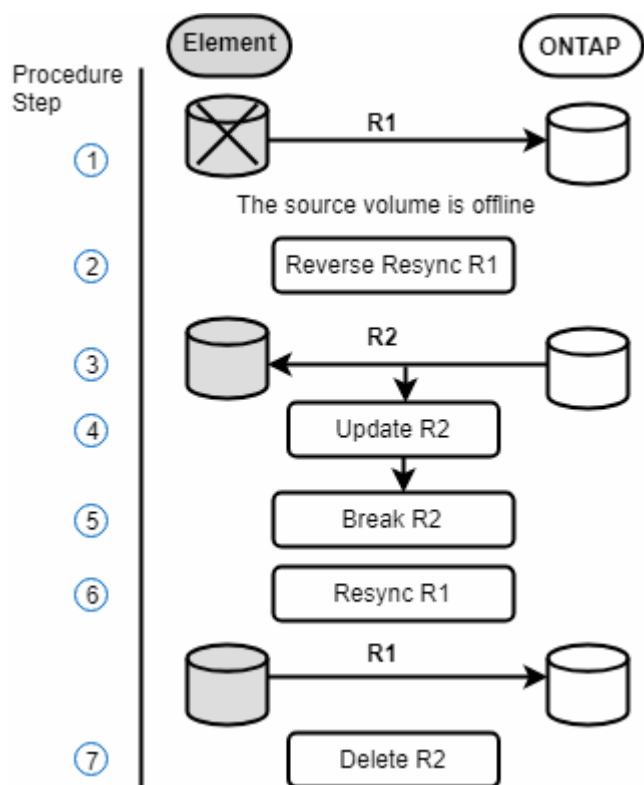 Element
ONTAP
Procedure
Step
R1
1
The source volume is offline
2
Reverse Resync R1
R2
3
4
Update R2
5
Break R2
6
Resync R1
R1
7
Delete R2